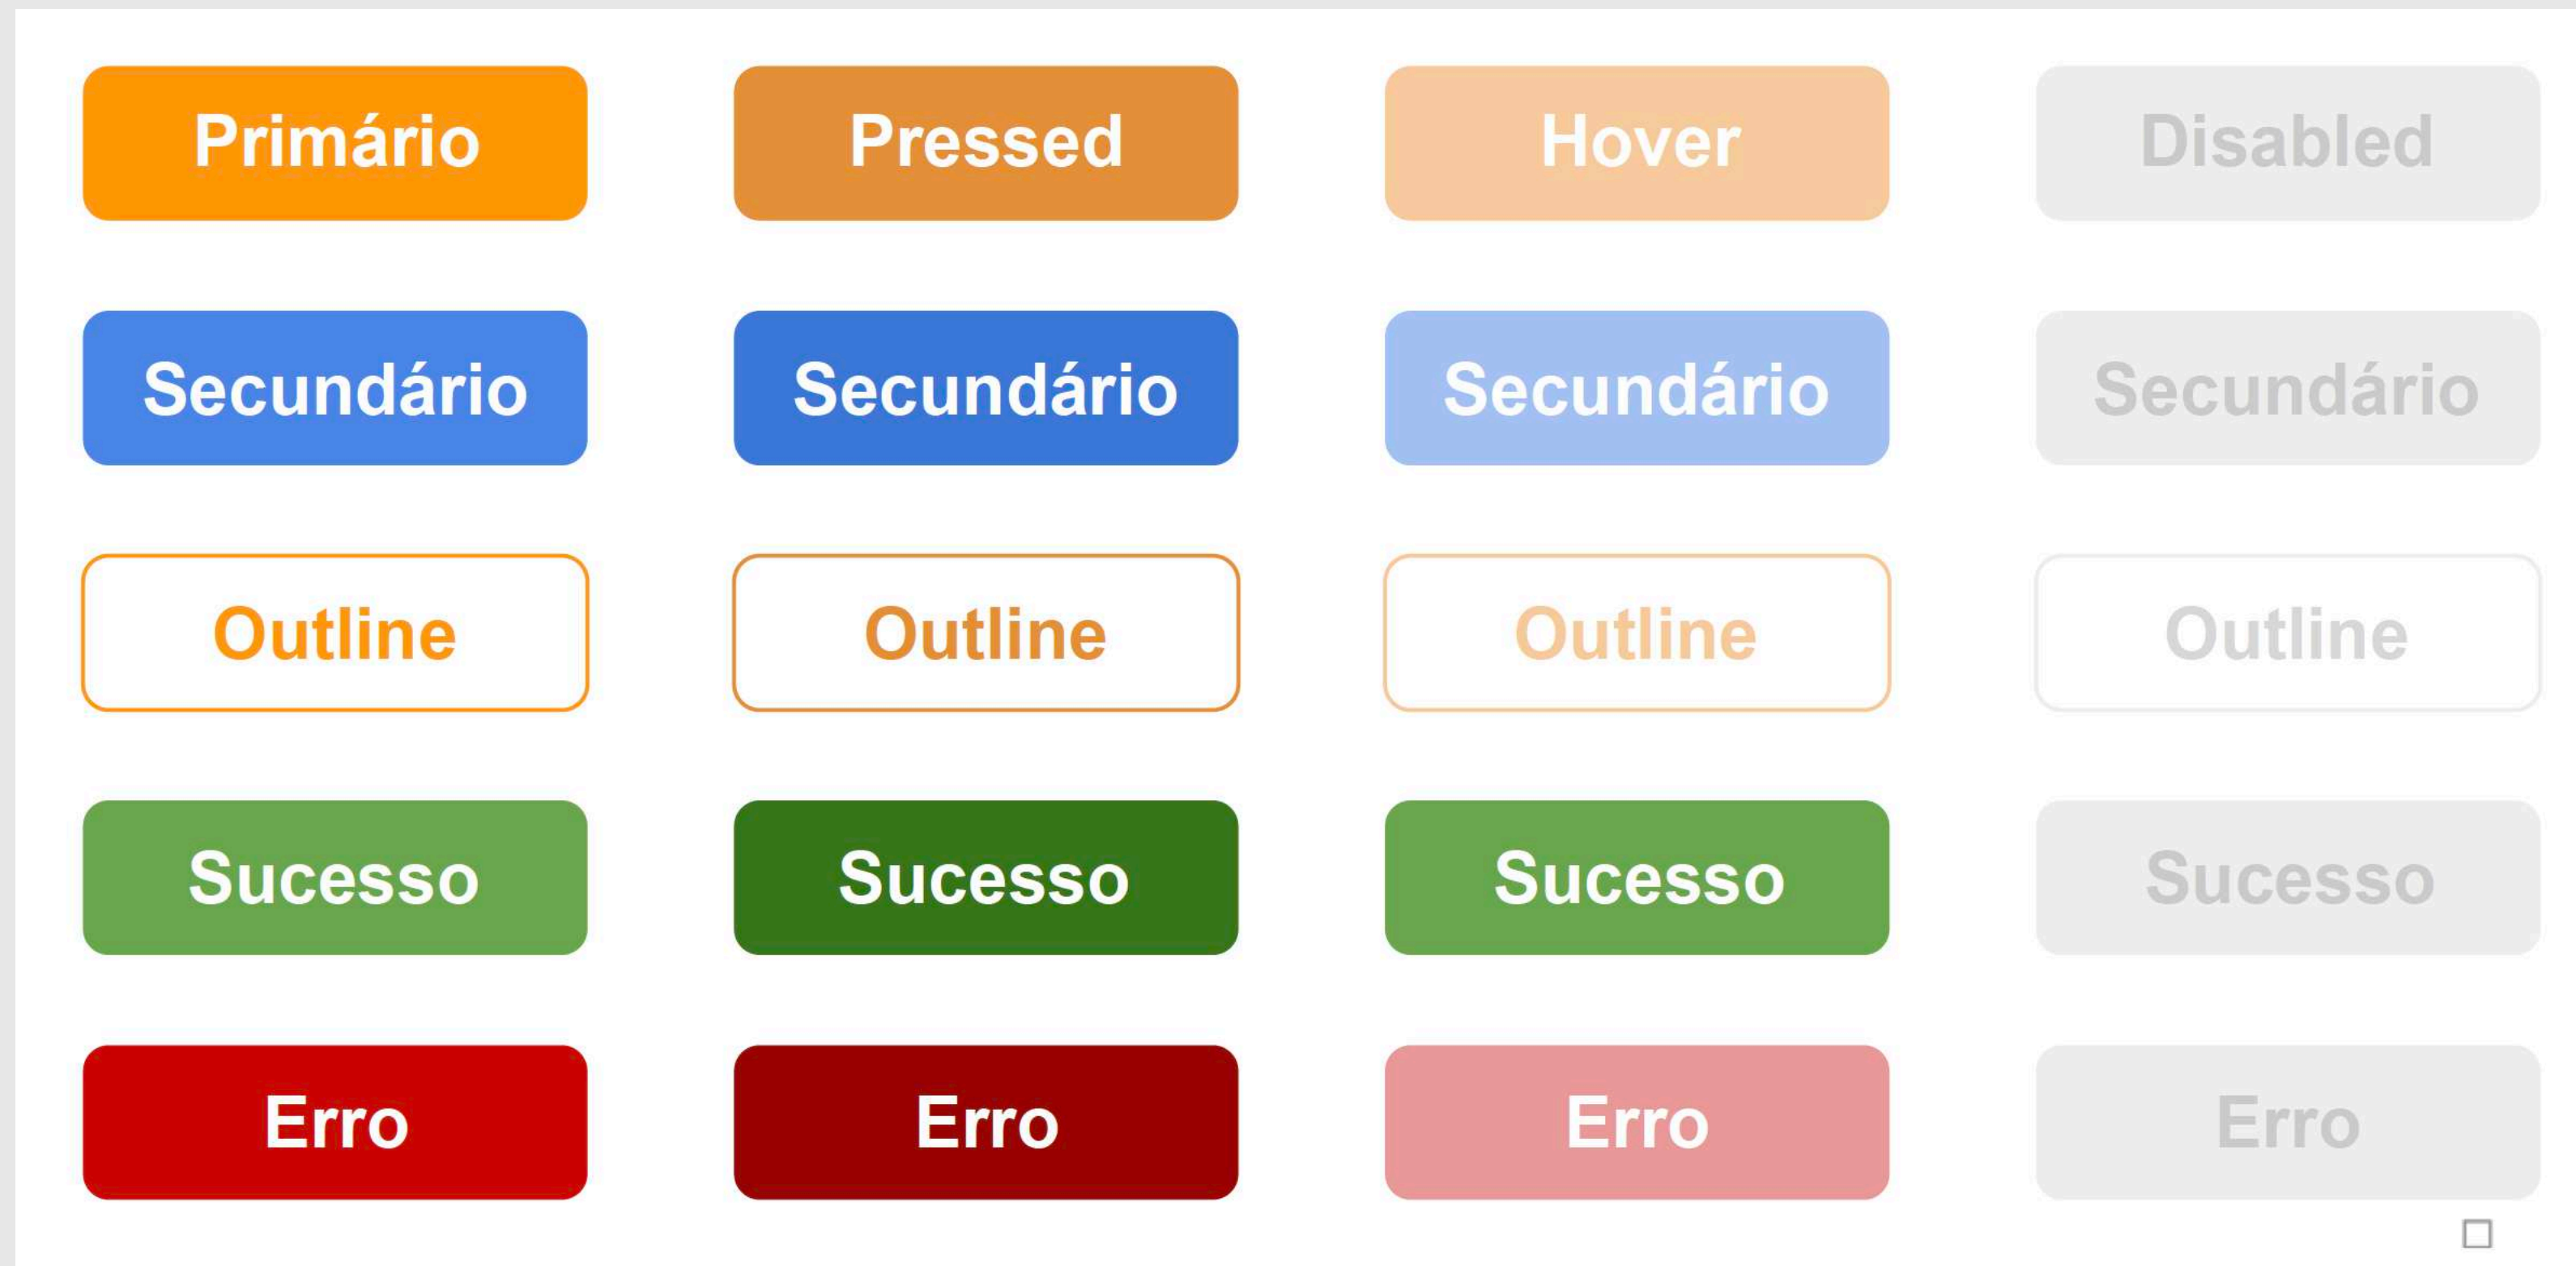 Primário Pressed Hover Disabled
Secundário Secundário Secundário Secundário
Outline Outline Outline Outline
Sucesso Sucesso Sucesso Sucesso
Erro Erro Erro Erro